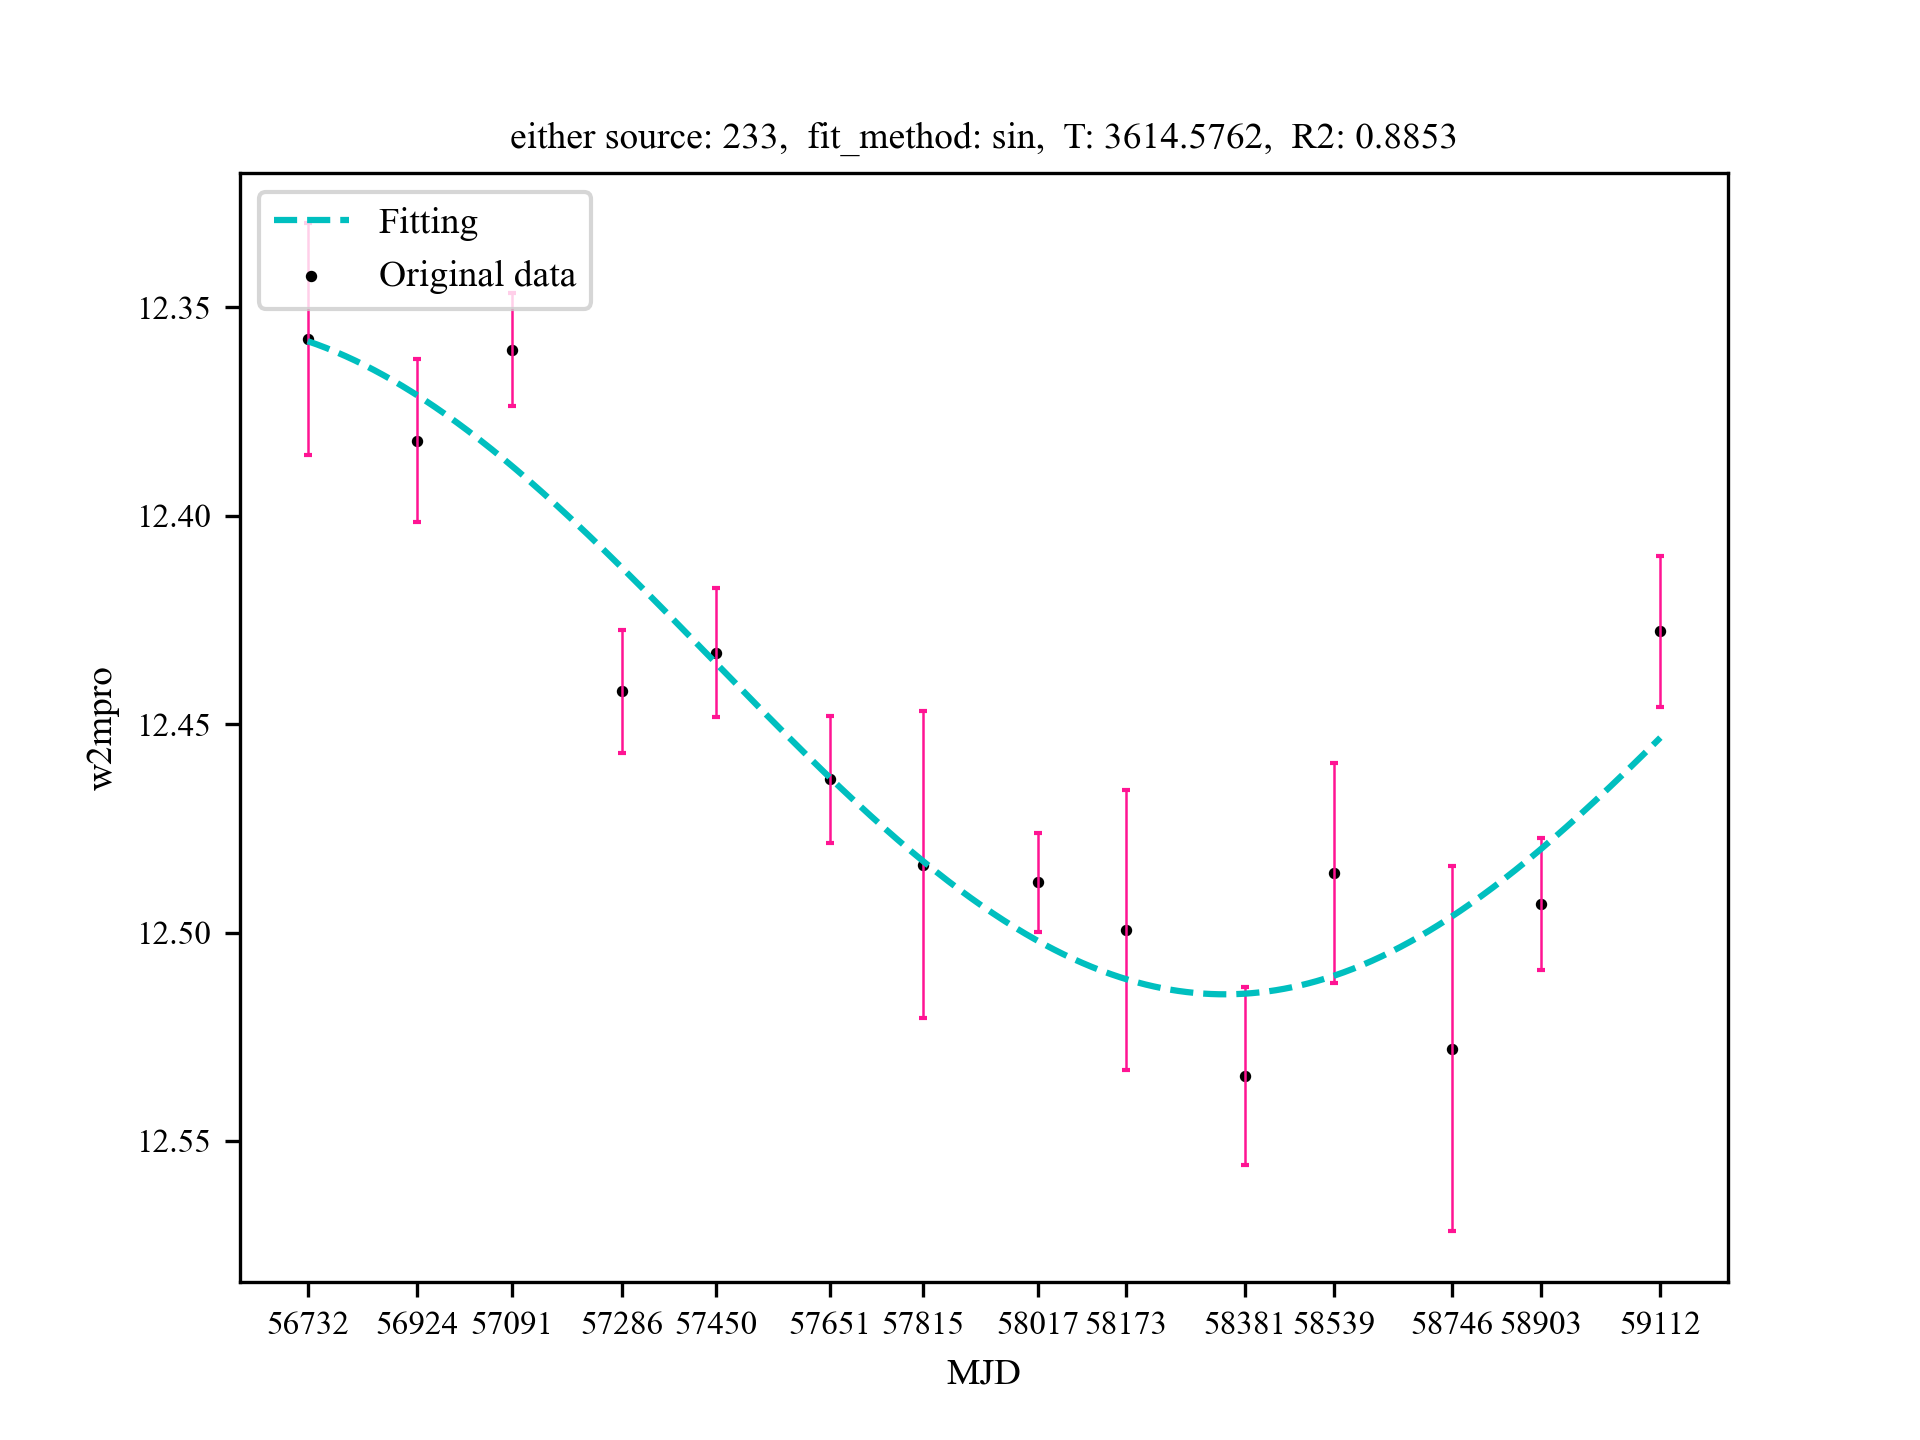 either source: 233, fit_method: sin, T: 3614.5762, R2: 0.8853
Fitting
Original data
12.35
12.40
12.45
12.50
12.55
w2mpro
56732 56924 57091 57286 57450 57651 57815 58017 58173 58381 58539 58746 58903 59112
MJD